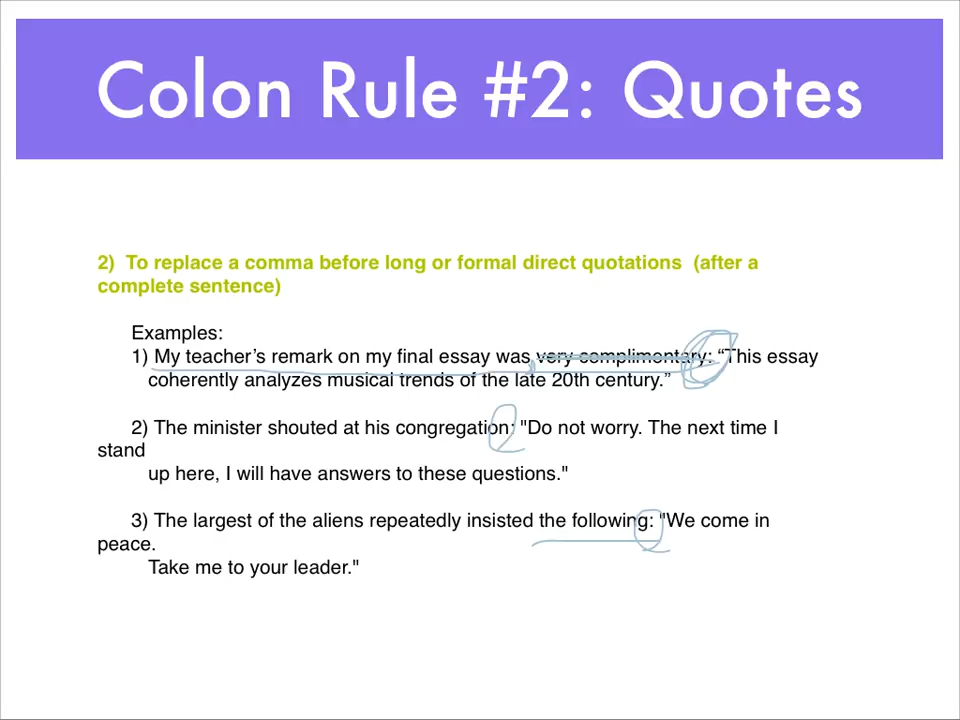 Colon Rule #2: Quotes
2) To replace a comma before long or formal direct quotations (after a
complete sentence)
Examples:
1) My teacher’s remark on my final essay was very complimentary: “This essay
coherently analyzes musical trends of the late 20th century.”
2) The minister shouted at his congregation: "Do not worry. The next time I
stand
up here, I will have answers to these questions."
3) The largest of the aliens repeatedly insisted the following: "We come in
peace.
Take me to your leader."